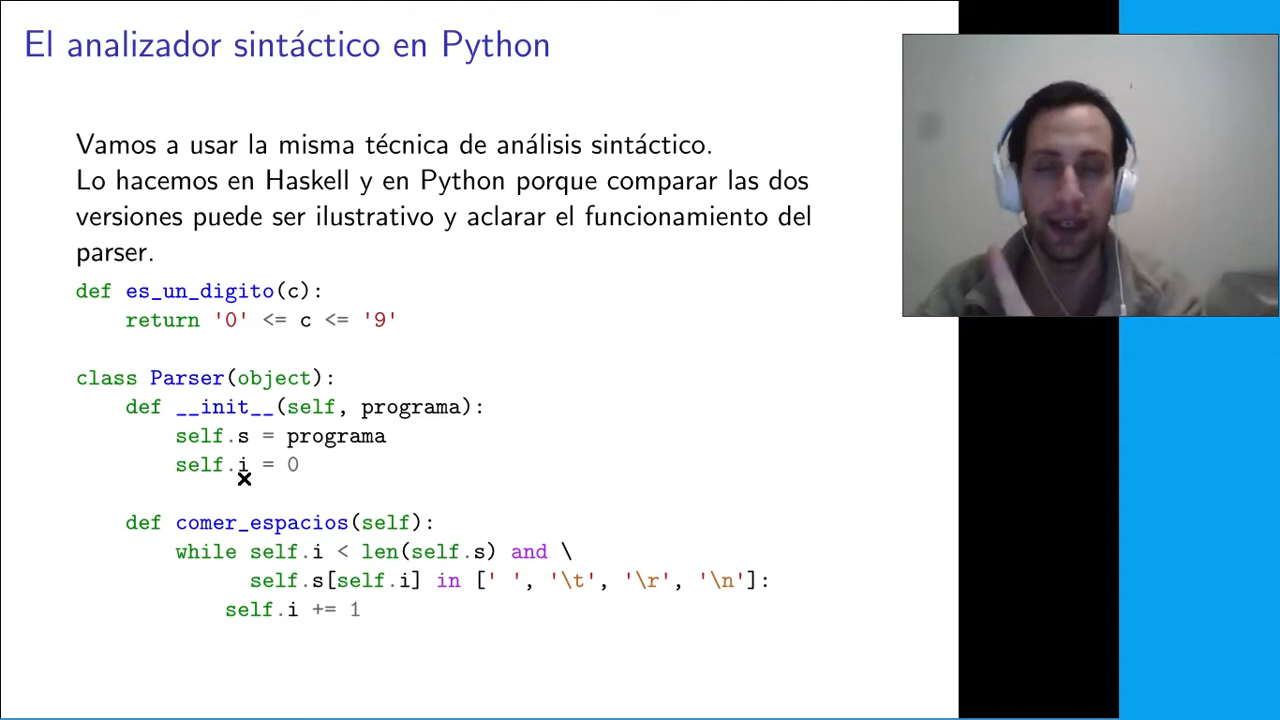 El analizador sintáctico en Python
Vamos a usar la misma técnica de análisis sintáctico.
Lo hacemos en Haskell y en Python porque comparar las dos
versiones puede ser ilustrativo y aclarar el funcionamiento del
parser.
def es_un_digito(c):
    return '0' <= c <= '9'
class Parser(object):
    def __init__(self, programa):
        self.s = programa
        self.i = 0
    def comer_espacios(self):
        while self.i < len(self.s) and \
              self.s[self.i] in [' ', '\t', '\r', '\n']:
            self.i += 1